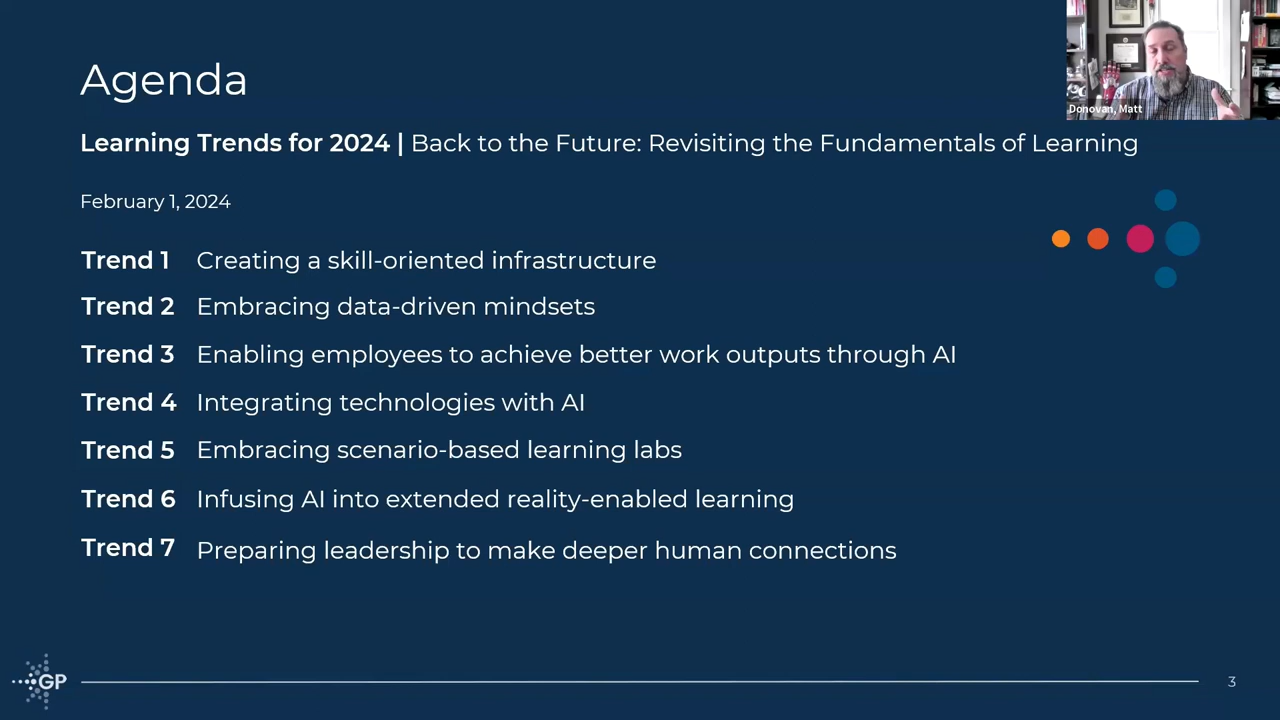 Agenda
Donovan, Matt
Learning Trends for 2024 | Back to the Future: Revisiting the Fundamentals of Learning
February 1, 2024
Trend 1 Creating a skill-oriented infrastructure
Trend 2 Embracing data-driven mindsets
Trend 3 Enabling employees to achieve better work outputs through AI
Trend 4 Integrating technologies with AI
Trend 5 Embracing scenario-based learning labs
Trend 6 Infusing AI into extended reality-enabled learning
Trend 7 Preparing leadership to make deeper human connections
GP
3